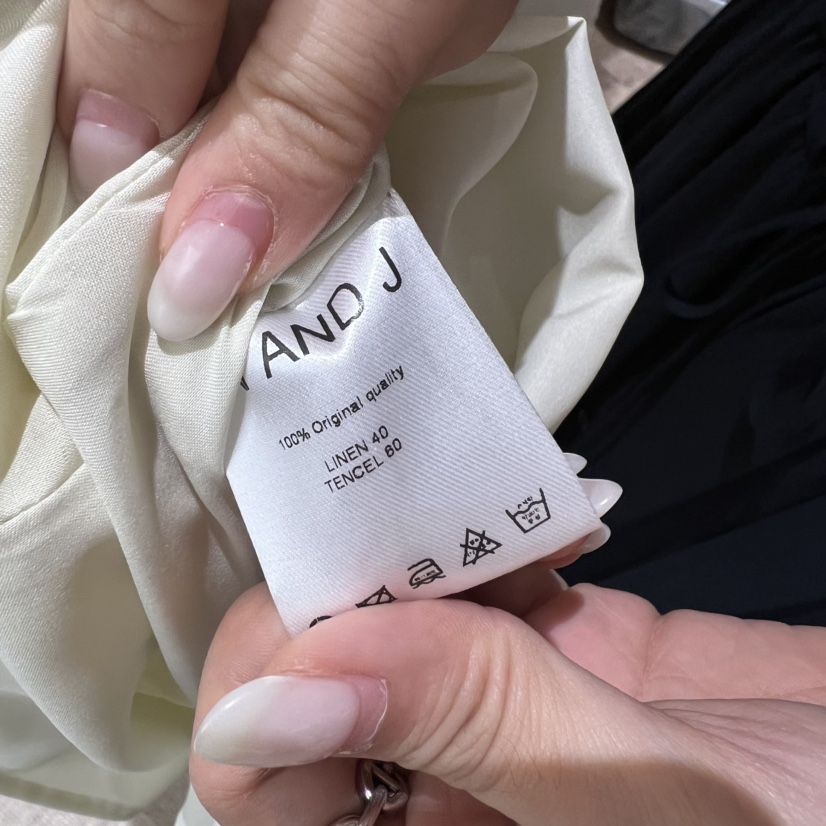 AND J
100% Original quality
LINEN 40
TENCEL 60